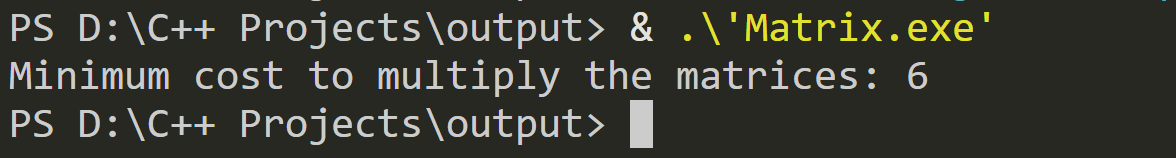 PS D:\C++ Projects\output> & .\'Matrix.exe'
Minimum cost to multiply the matrices: 6
PS D:\C++ Projects\output>